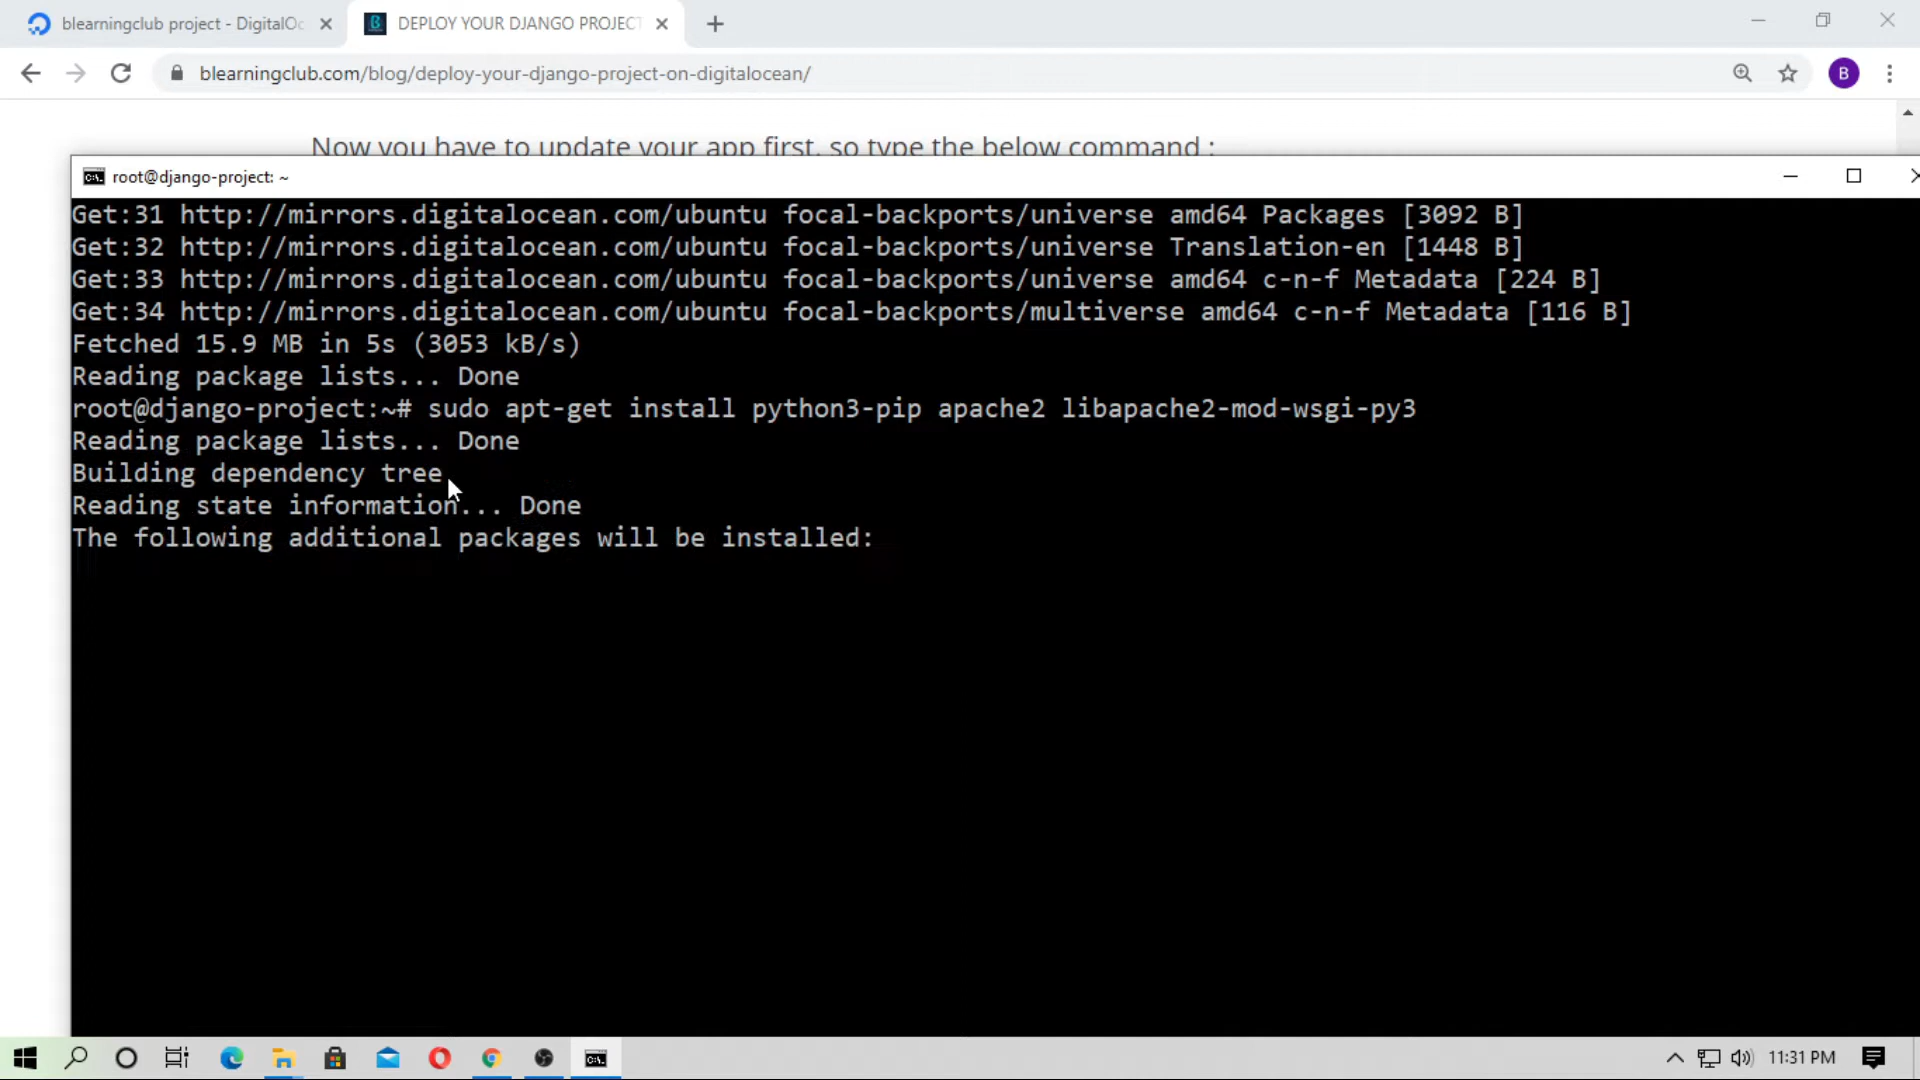 blearningclub project - DigitalOc
DEPLOY YOUR DJANGO PROJECT
blearningclub.com/blog/deploy-your-django-project-on-digitalocean/
B
Now you have to update your app first, so type the below command :
root@django-project: ~
Get:31 http://mirrors.digitalocean.com/ubuntu focal-backports/universe amd64 Packages [3092 B]
Get:32 http://mirrors.digitalocean.com/ubuntu focal-backports/universe Translation-en [1448 B]
Get:33 http://mirrors.digitalocean.com/ubuntu focal-backports/universe amd64 c-n-f Metadata [224 B]
Get:34 http://mirrors.digitalocean.com/ubuntu focal-backports/multiverse amd64 c-n-f Metadata [116 B]
Fetched 15.9 MB in 5s (3053 kB/s)
Reading package lists... Done
root@django-project:~# sudo apt-get install python3-pip apache2 libapache2-mod-wsgi-py3
Reading package lists... Done
Building dependency tree
Reading state information... Done
The following additional packages will be installed:
11:31 PM